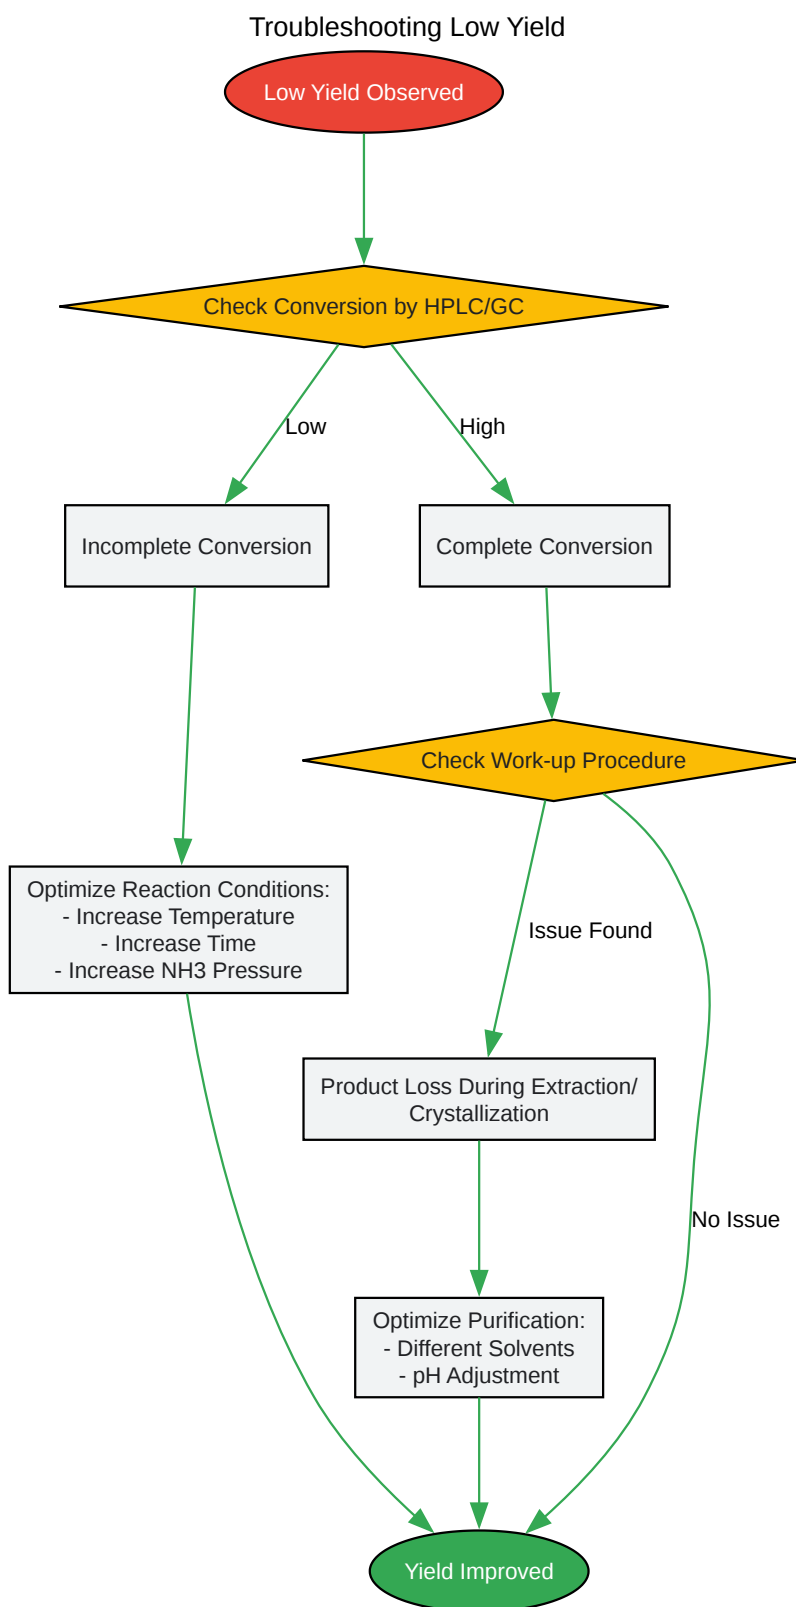 Troubleshooting Low Yield
Low Yield Observed
Check Conversion by HPLC/GC
Low
High
Incomplete Conversion
Complete Conversion
Check Work-up Procedure
Optimize Reaction Conditions:
- Increase Temperature
- Increase Time
- Increase NH3 Pressure
Issue Found
Product Loss During Extraction/
Crystallization
No Issue
Optimize Purification:
- Different Solvents
- pH Adjustment
Yield Improved